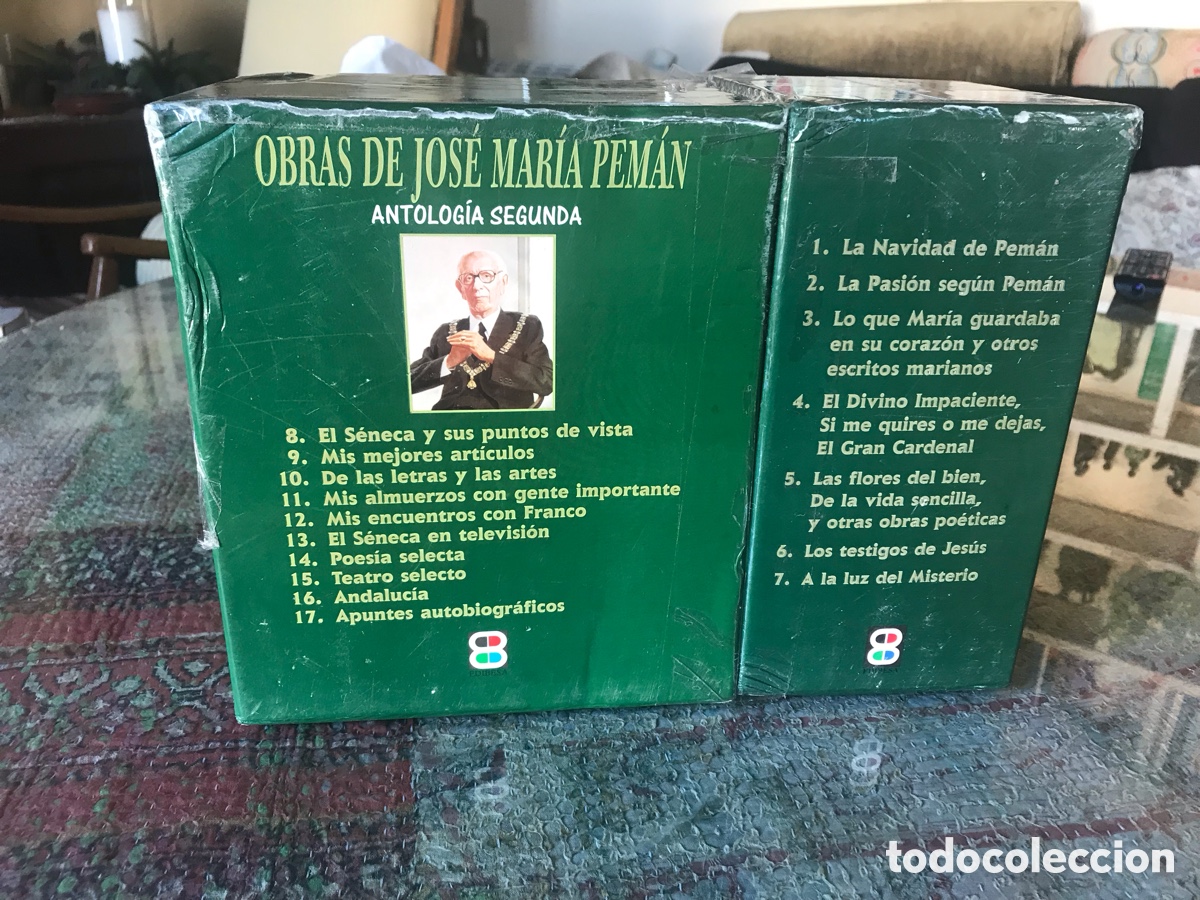 OBRAS DE JOSÉ MARÍA PEMÁN
ANTOLOGÍA SEGUNDA
8. El Séneca y sus puntos de vista
9. Mis mejores artículos
10. De las letras y las artes
11. Mis almuerzos con gente importante
12. Mis encuentros con Franco
13. El Séneca en televisión
14. Poesía selecta
15. Teatro selecto
16. Andalucía
17. Apuntes autobiográficos
EDIBESA
1. La Navidad de Pemán
2. La Pasión según Pemán
3. Lo que María guardaba
en su corazón y otros
escritos marianos
4. El Divino Impaciente,
Si me quires o me dejas,
El Gran Cardenal
5. Las flores del bien,
De la vida sencilla,
y otras obras poéticas
6. Los testigos de Jesús
7. A la luz del Misterio
todocoleccion